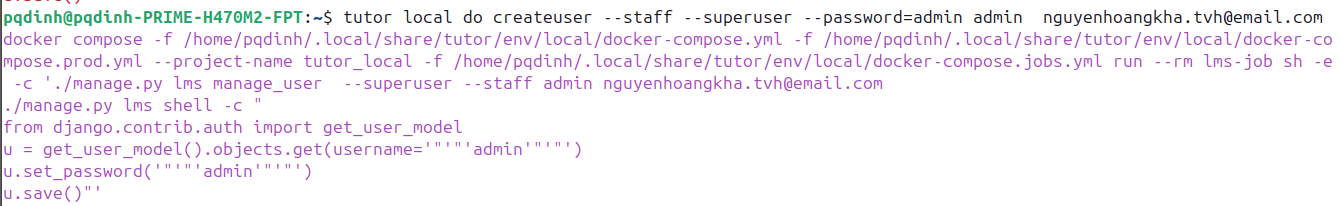 u.save()"'
pqdinh@pqdinh-PRIME-H470M2-FPT:~$ tutor local do createuser --staff --superuser --password=admin admin  nguyenhoangkha.tvh@email.com
docker compose -f /home/pqdinh/.local/share/tutor/env/local/docker-compose.yml -f /home/pqdinh/.local/share/tutor/env/local/docker-co
mpose.prod.yml --project-name tutor_local -f /home/pqdinh/.local/share/tutor/env/local/docker-compose.jobs.yml run --rm lms-job sh -e
 -c './manage.py lms manage_user  --superuser --staff admin nguyenhoangkha.tvh@email.com
./manage.py lms shell -c "
from django.contrib.auth import get_user_model
u = get_user_model().objects.get(username='"'"'admin'"'"')
u.set_password('"'"'admin'"'"')
u.save()"'